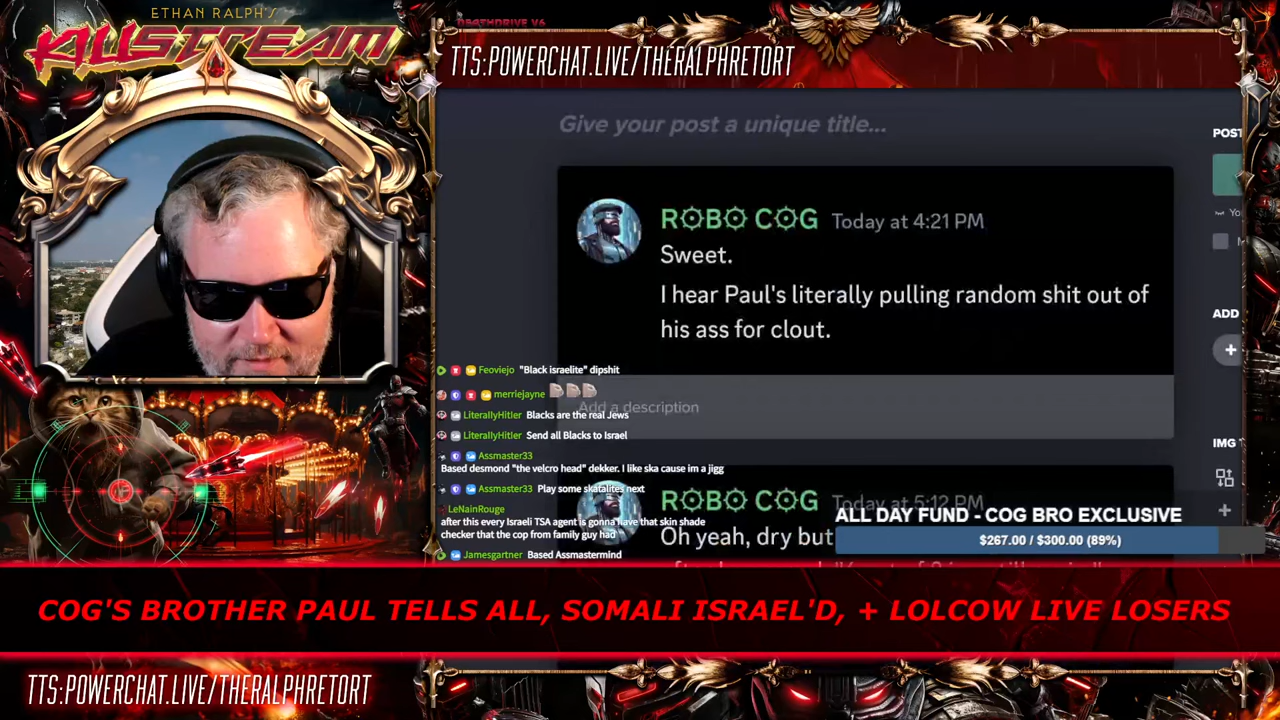 ETHAN RALPH'S
KILLSTREAM
DEATHDRIVE V6
TTS:POWERCHAT.LIVE/THERALPHRETORT
Give your post a unique title...
POST
ROBO COG Today at 4:21 PM
Sweet.
I hear Paul's literally pulling random shit out of
his ass for clout.
ADD
Add a description
IMG
Feoviejo "Black israelite" dipshit
merriejayne
LiterallyHitler Blacks are the real Jews
LiterallyHitler Send all Blacks to Israel
Assmaster33
Based desmond "the velcro head" dekker. I like ska cause im a jigg
Assmaster33 Play some skatalites next
LeNainRouge
after this every Israeli TSA agent is gonna have that skin shade
checker that the cop from family guy had
Jamesgartner Based Assmastermind
ROBO COG Today at 5:12 PM
Oh yeah, dry but
ALL DAY FUND - COG BRO EXCLUSIVE
$267.00 / $300.00 (89%)
COG'S BROTHER PAUL TELLS ALL, SOMALI ISRAEL'D, + LOLCOW LIVE LOSERS
TTS:POWERCHAT.LIVE/THERALPHRETORT